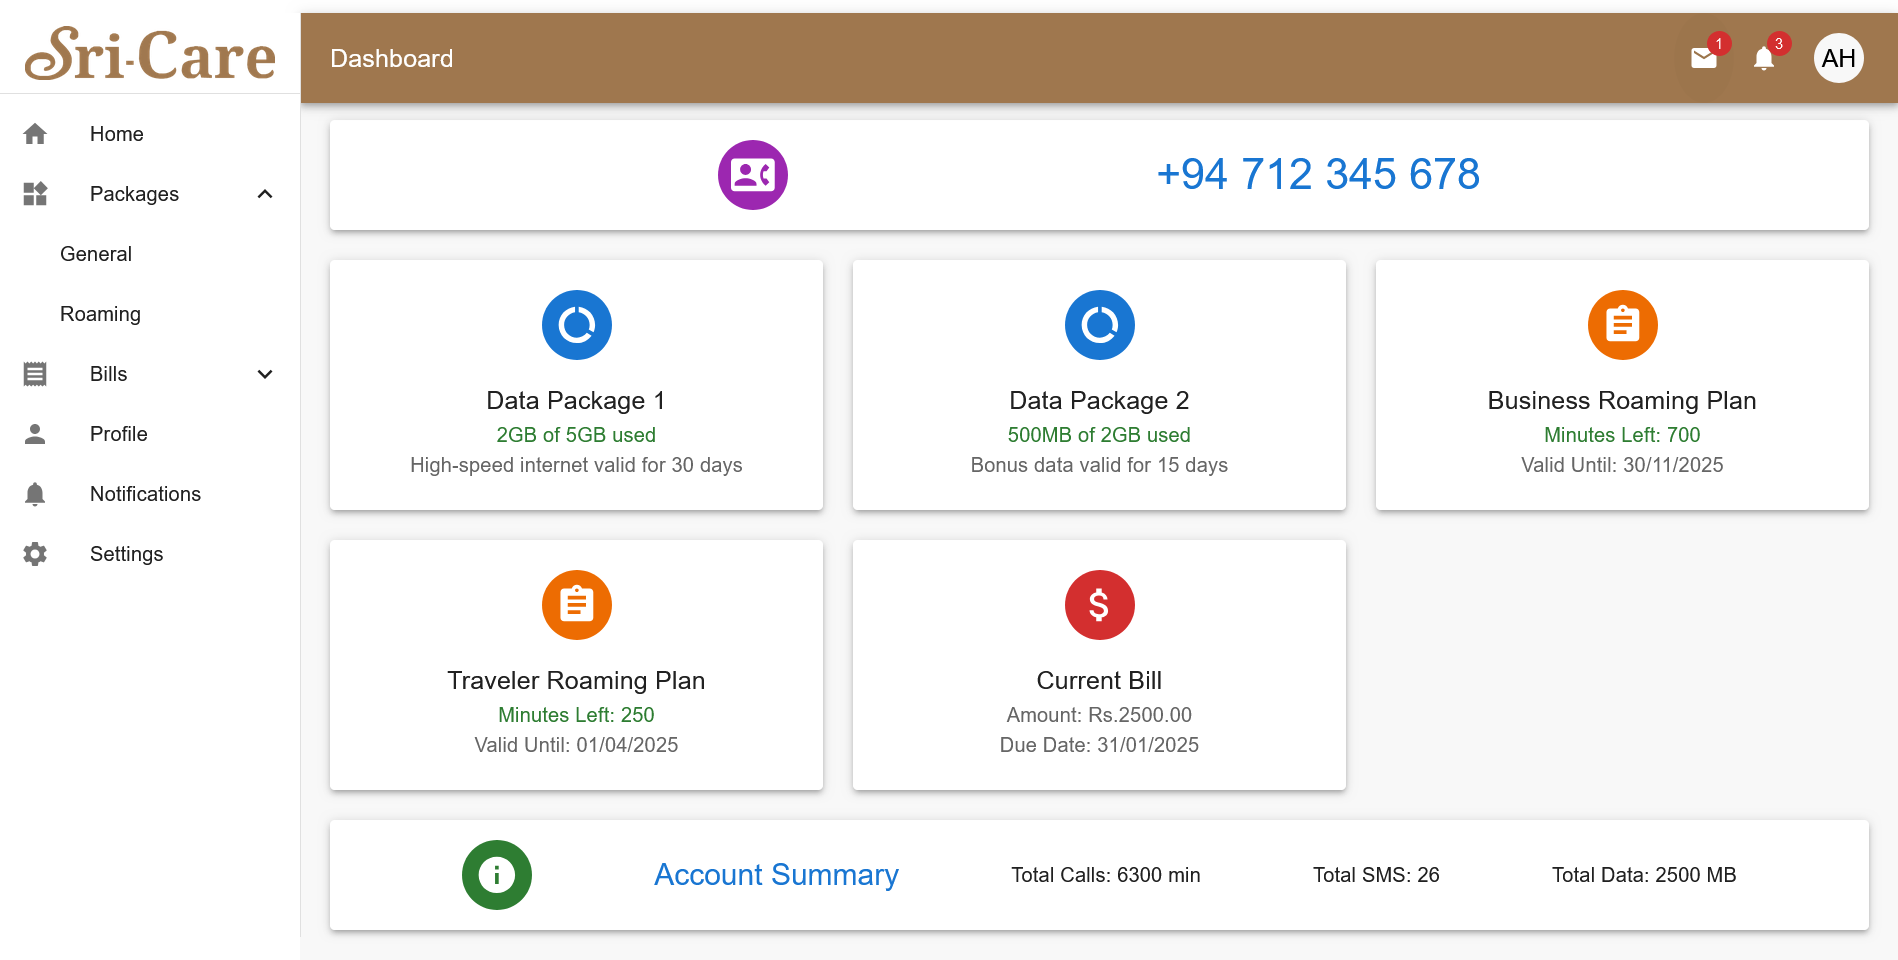 Sri-Care
Dashboard
1
3
AH
Home
Packages
General
Roaming
Bills
Profile
Notifications
Settings
+94 712 345 678
Data Package 1
2GB of 5GB used
High-speed internet valid for 30 days
Data Package 2
500MB of 2GB used
Bonus data valid for 15 days
Business Roaming Plan
Minutes Left: 700
Valid Until: 30/11/2025
Traveler Roaming Plan
Minutes Left: 250
Valid Until: 01/04/2025
$
Current Bill
Amount: Rs.2500.00
Due Date: 31/01/2025
Account Summary
Total Calls: 6300 min
Total SMS: 26
Total Data: 2500 MB